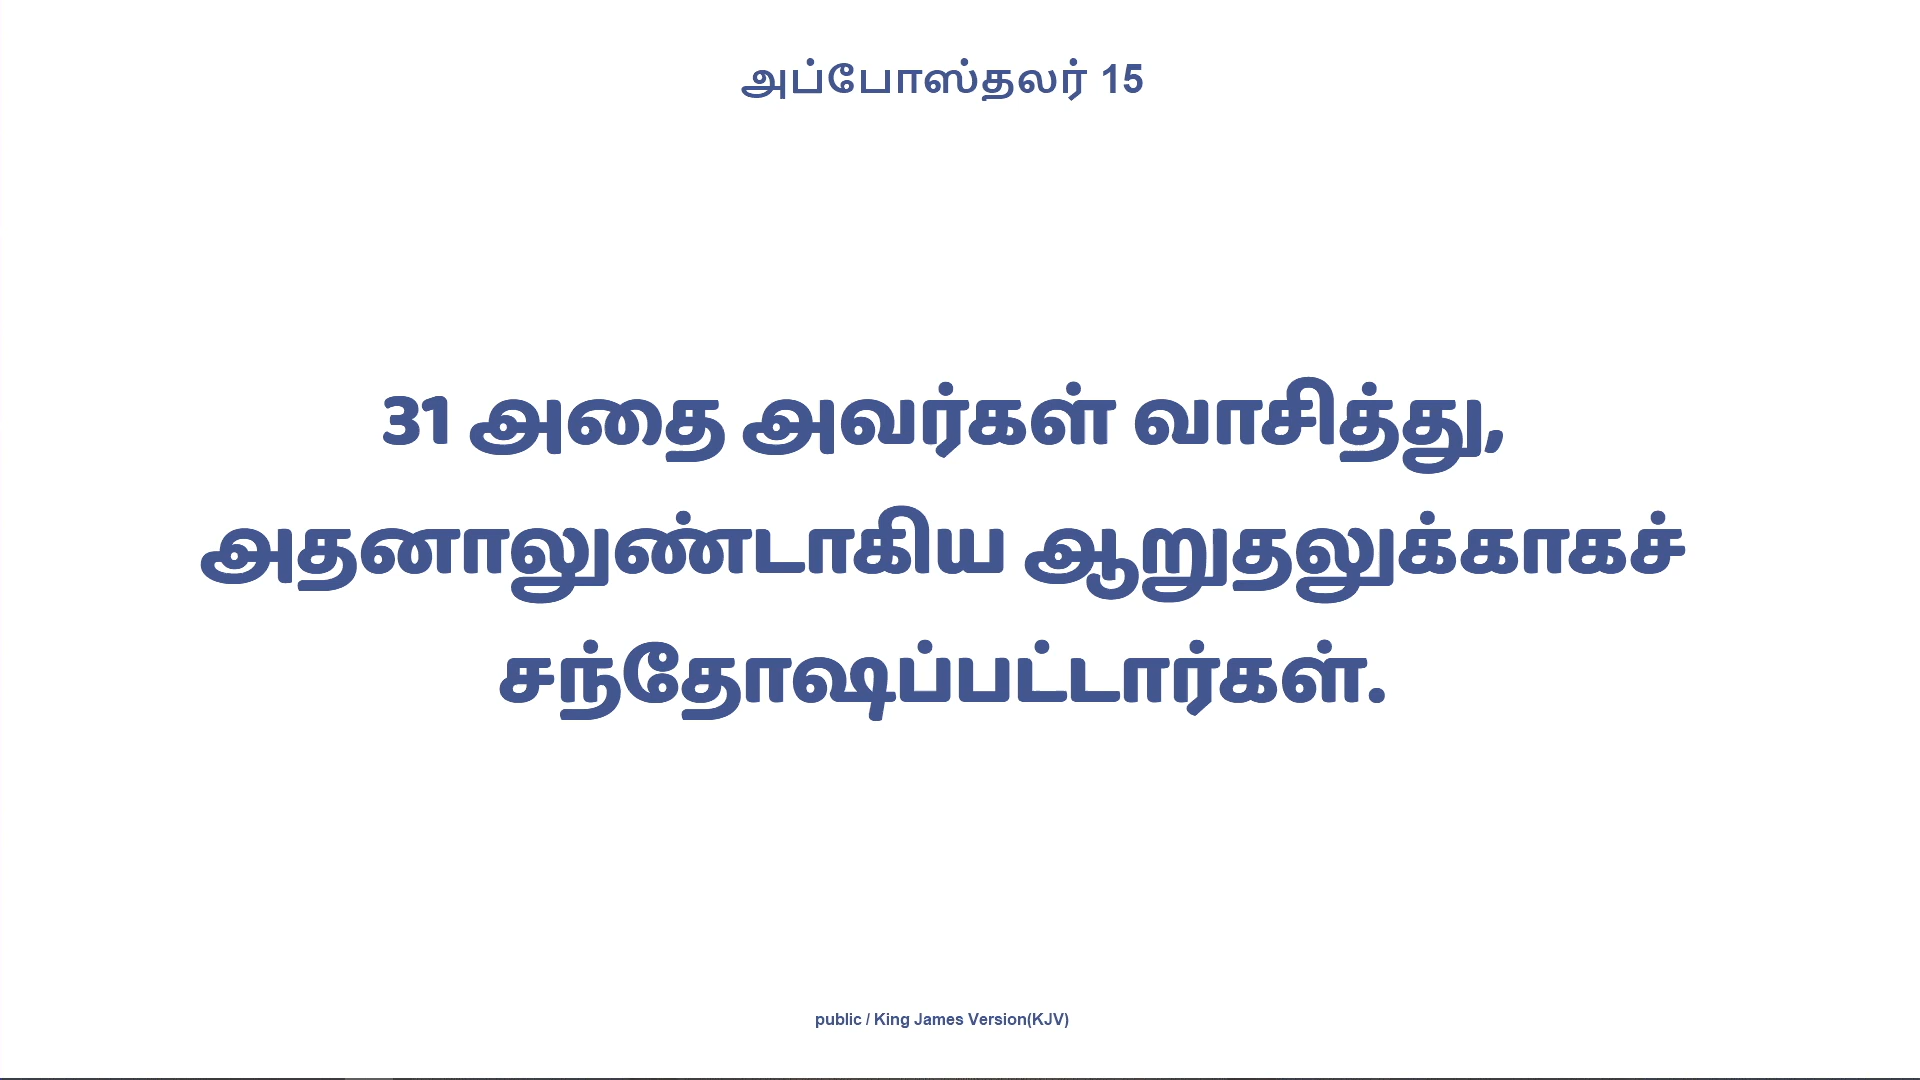 அப்போஸ்தலர் 15
31 அதை அவர்கள் வாசித்து,
அதனாலுண்டாகிய ஆறுதலுக்காகச்
சந்தோஷப்பட்டார்கள்.
public / King James Version(KJV)